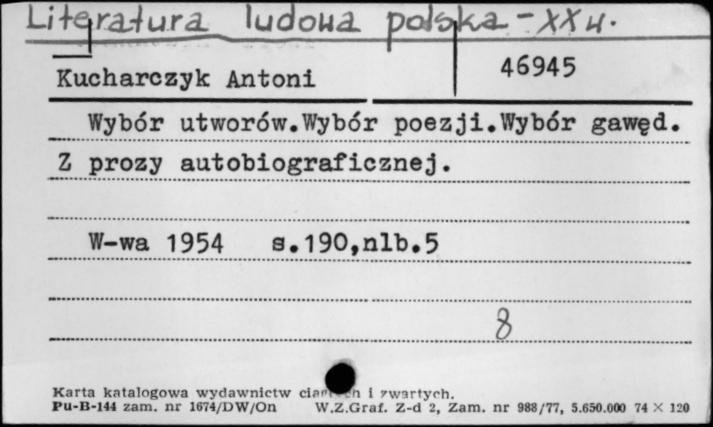 Literatura ludowa polska - XX w.
Kucharczyk Antoni 46945
Wybór utworów.Wybór poezji.Wybór gawęd.
Z prozy autobiograficznej.
W-wa 1954 s.190,nlb.5
8
Karta katalogowa wydawnictw i zwartych.
Pu-B-144 zam. nr 1674/DW/On W.Z.Graf. Z-d 2, Zam. nr 988/77, 5.650.000 74 × 120